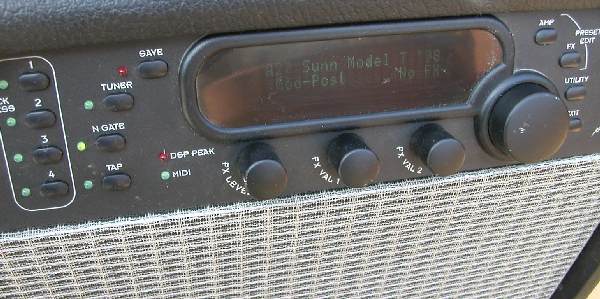 1
2
3
4
SAVE
TUNER
N GATE
TAP
DSP PEAK
MIDI
Sunn Model T '98
No FX
FX LEVEL
FX VAL 1
FX VAL 2
AMP
FX
PRESET
EDIT
UTILITY